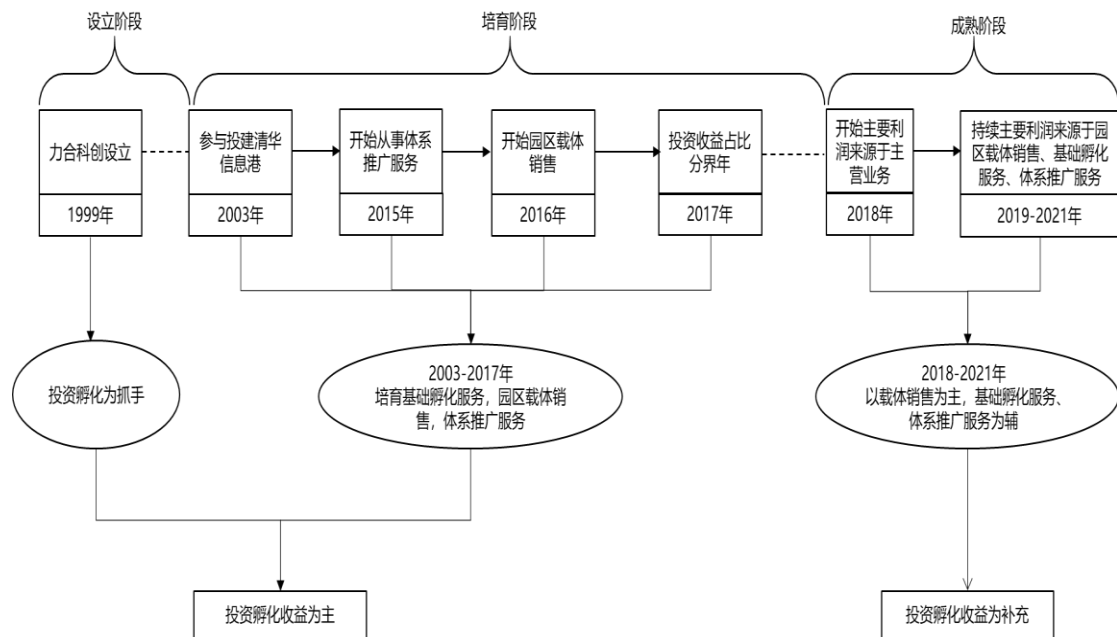 设立阶段
培育阶段
成熟阶段
力合科创设立
1999年
参与投建清华
信息港
2003年
开始从事体系
推广服务
2015年
开始园区载体
销售
2016年
投资收益占比
分界年
2017年
开始主要利
润来源于主
营业务
2018年
持续主要利润来源于园
区载体销售、基础孵化
服务、体系推广服务
2019-2021年
投资孵化为抓手
2003-2017年
培育基础孵化服务，园区载体销
售，体系推广服务
2018-2021年
以载体销售为主，基础孵化服务、
体系推广服务为辅
投资孵化收益为主
投资孵化收益为补充